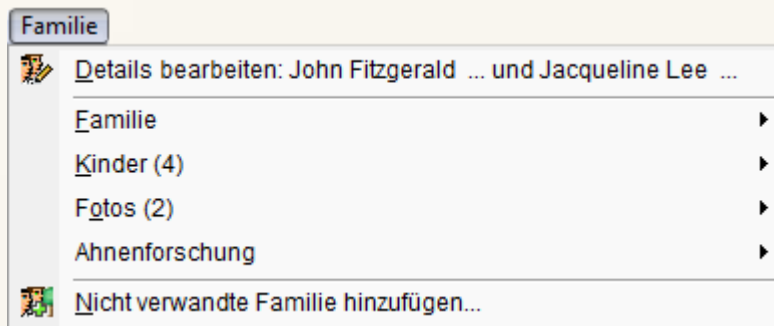 Familie
Details bearbeiten: John Fitzgerald ... und Jacqueline Lee ...
Familie
Kinder (4)
Fotos (2)
Ahnenforschung
Nicht verwandte Familie hinzufügen...